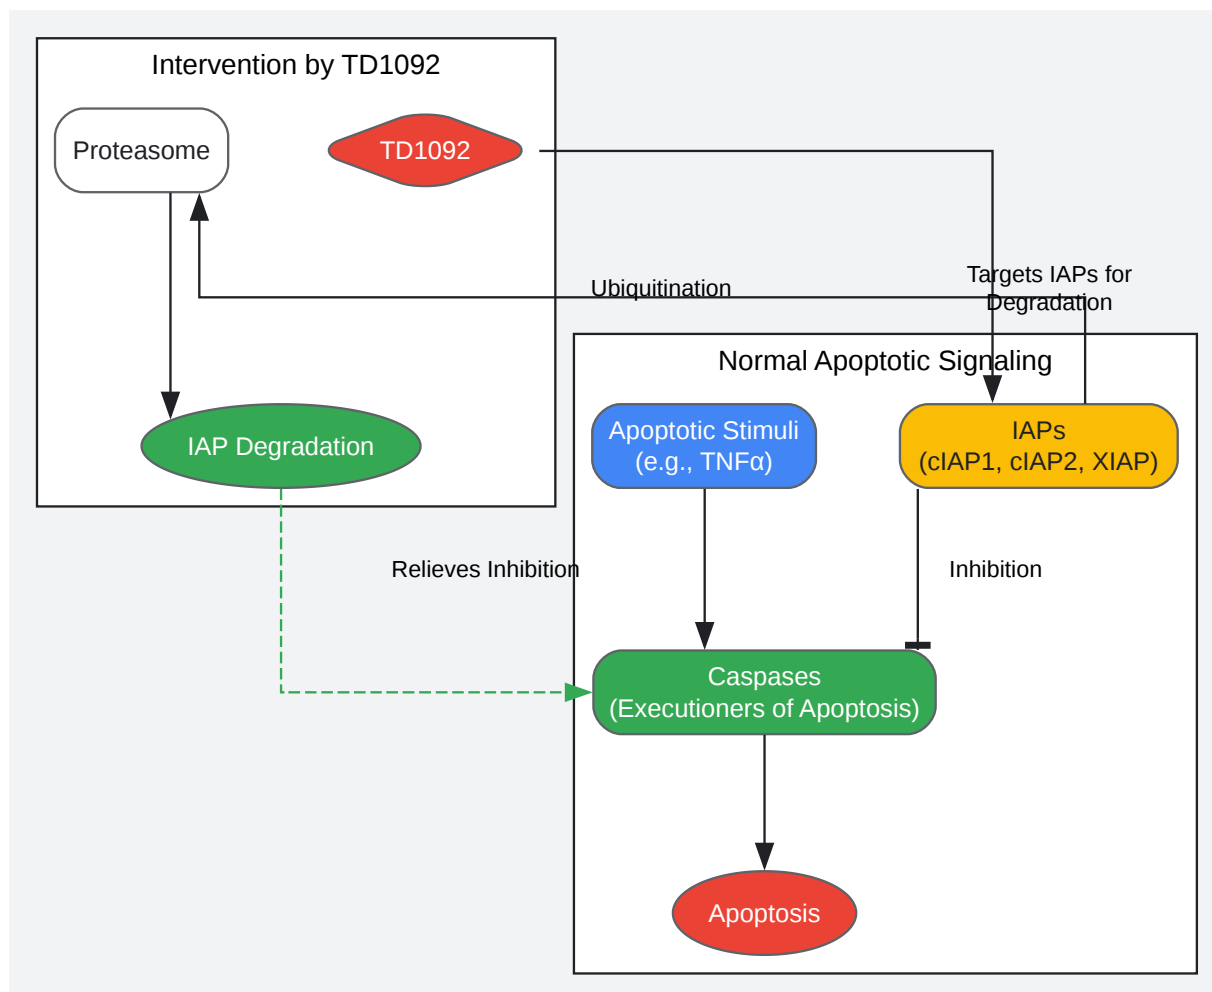 Intervention by TD1092
Proteasome
TD1092
Targets IAPs for
Degradation
Ubiquitination
Normal Apoptotic Signaling
IAP Degradation
Apoptotic Stimuli
(e.g., TNFα)
IAPs
(cIAP1, cIAP2, XIAP)
Relieves Inhibition
Inhibition
Caspases
(Executioners of Apoptosis)
Apoptosis